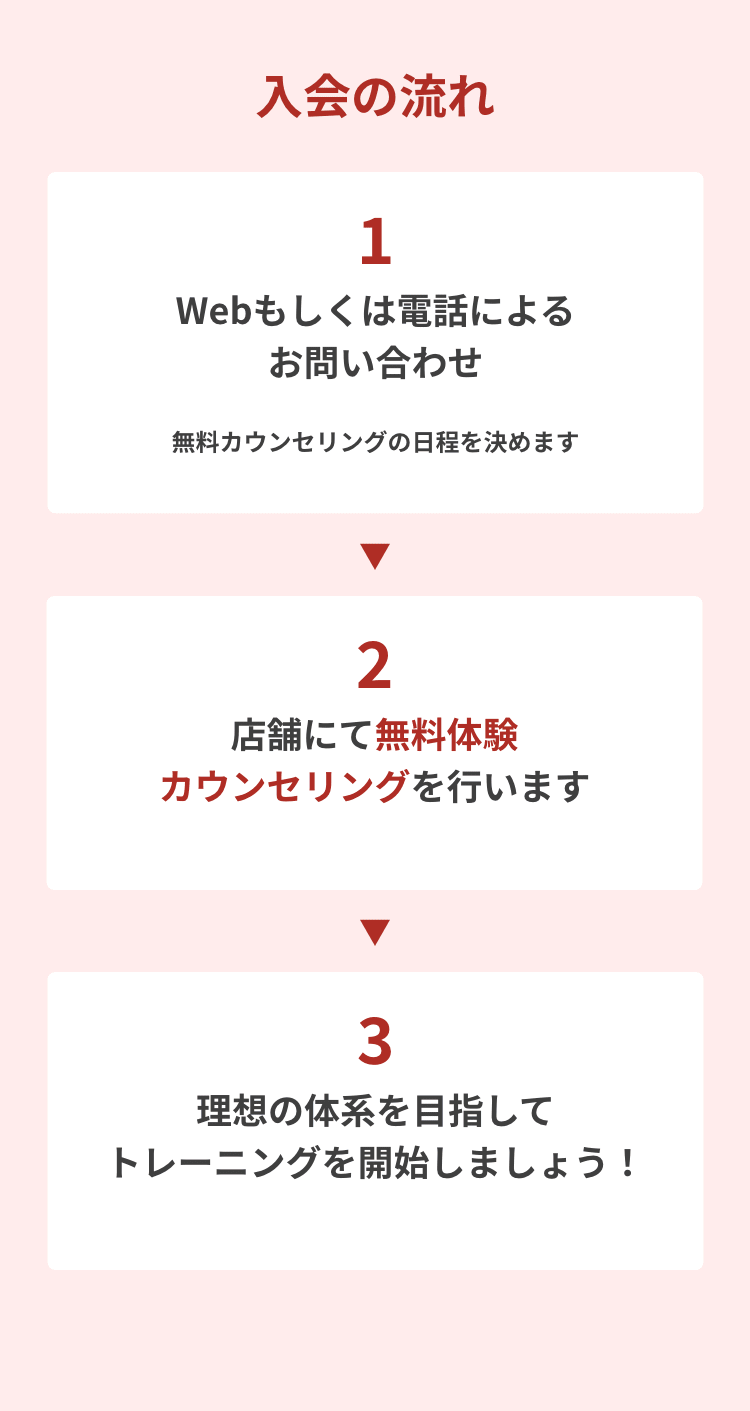 入会の流れ
1
Webもしくは電話による
お問い合わせ
無料カウンセリングの日程を決めます
▼
2
店舗にて無料体験
カウンセリングを行います
▼
3
理想の体系を目指して
トレーニングを開始しましょう！